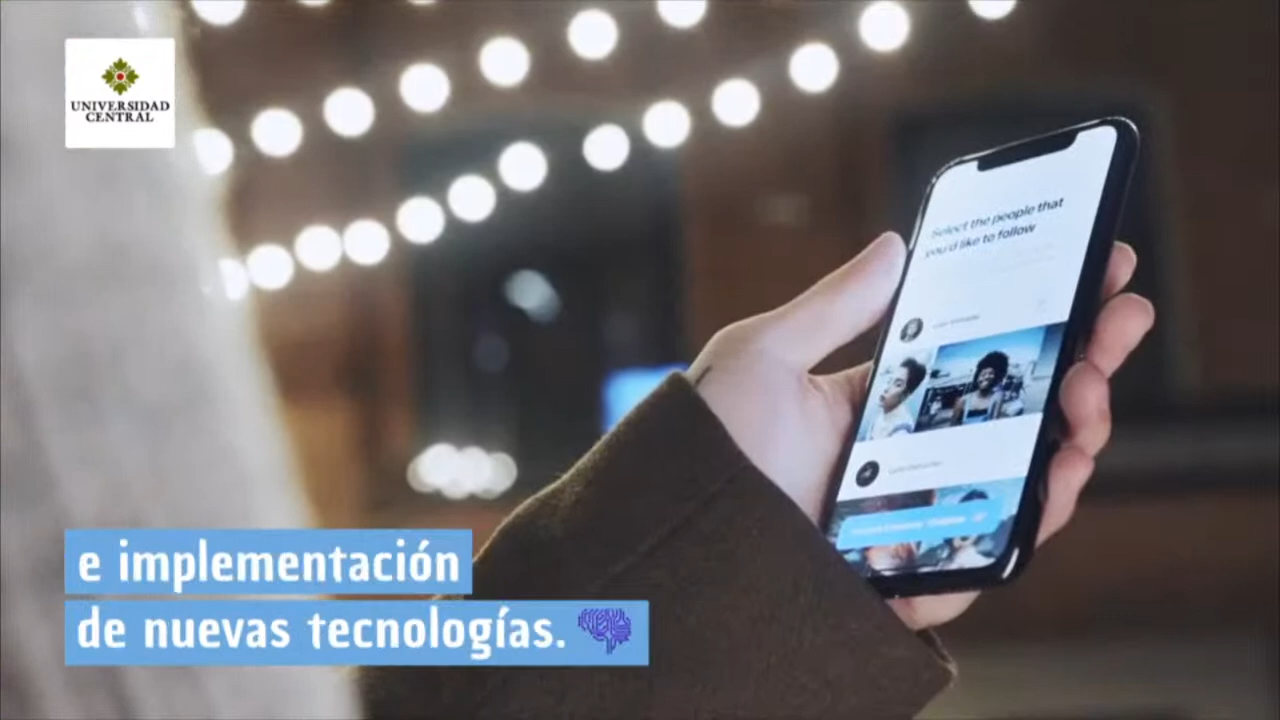 UNIVERSIDAD
CENTRAL
Select the people that
you'd like to follow
e implementación
de nuevas tecnologías.